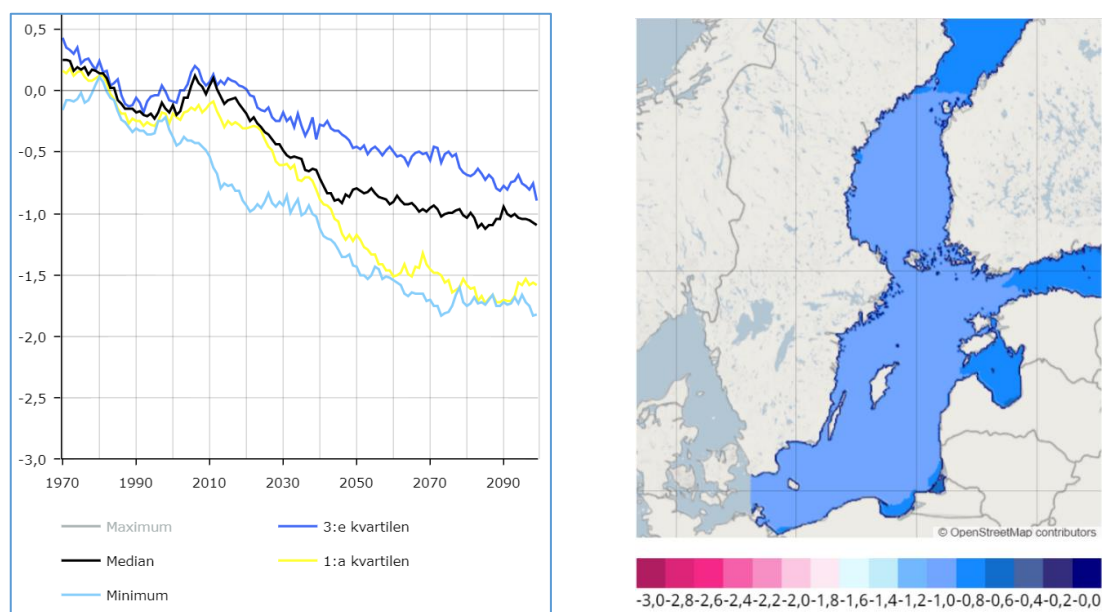 0,5
0,0
-0,5
-1,0
-1,5
-2,0
-2,5
-3,0
1970 1990 2010 2030 2050 2070 2090
Maximum 3:e kvartilen
Median 1:a kvartilen
Minimum
© OpenStreetMap contributors
-3,0 -2,8 -2,6 -2,4 -2,2 -2,0 -1,8 -1,6 -1,4 -1,2 -1,0 -0,8 -0,6 -0,4 -0,2 -0,0